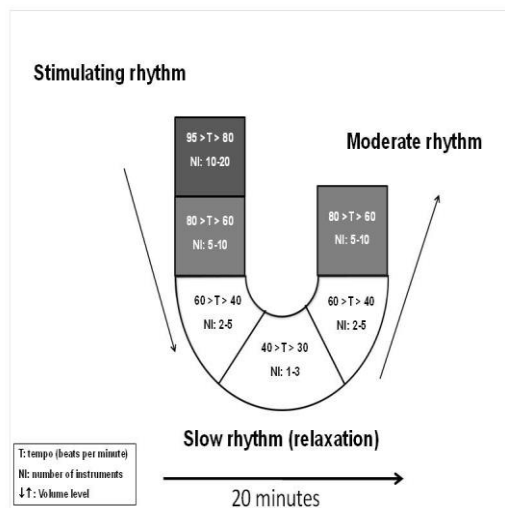 Stimulating rhythm
95 > T > 80
NI: 10-20
Moderate rhythm
80 > T > 60
NI: 5-10
80 > T > 60
NI: 5-10
60 > T > 40
NI: 2-5
60 > T > 40
NI: 2-5
40 > T > 30
NI: 1-3
Slow rhythm (relaxation)
T: tempo (beats per minute)
NI: number of instruments
↓↑: Volume level
20 minutes